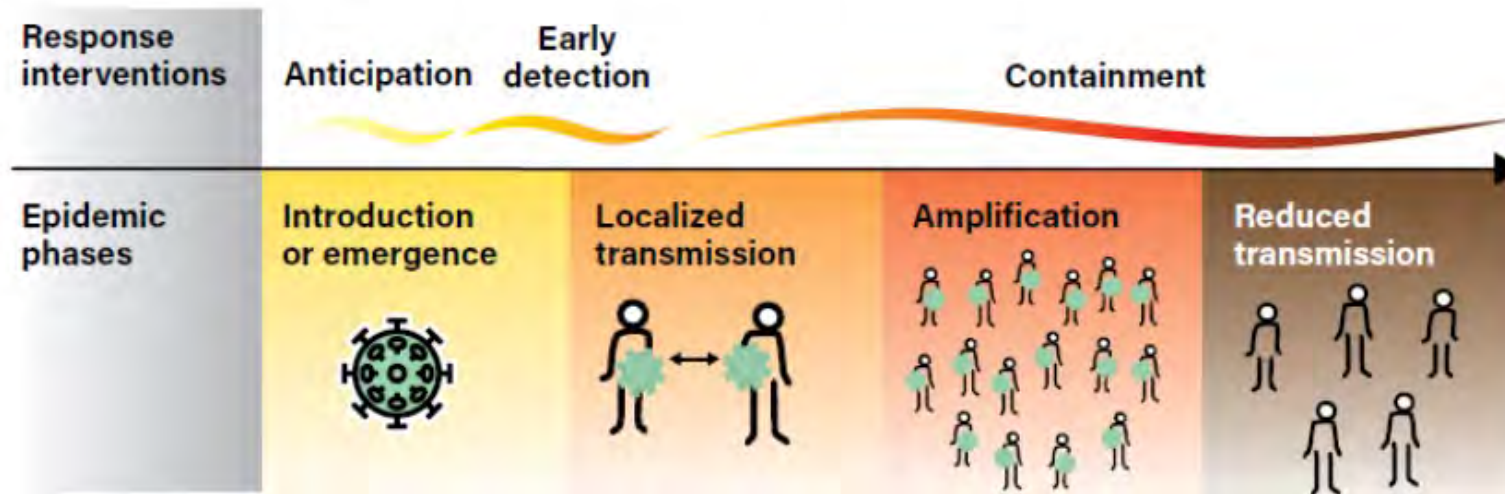 Response
interventions
Anticipation
Early
detection
Containment
Epidemic
phases
Introduction
or emergence
Localized
transmission
Amplification
Reduced
transmission